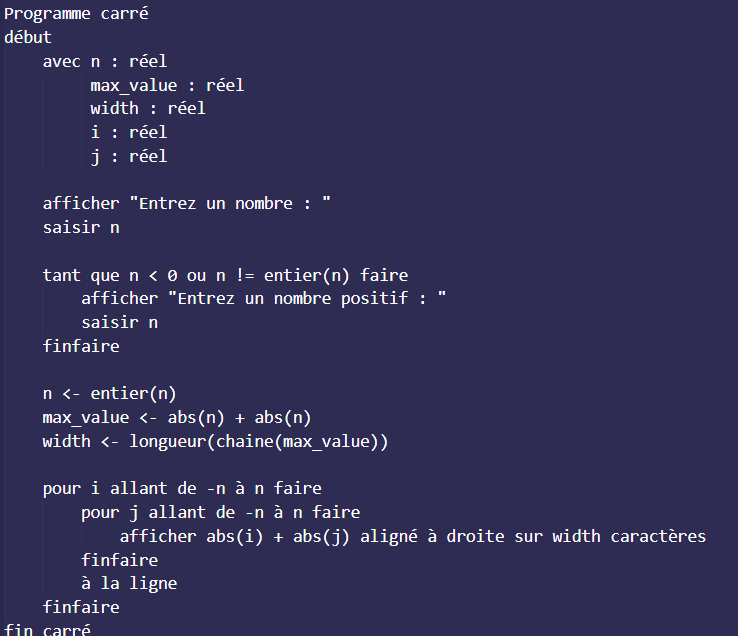 Programme carré
début
avec n : réel
max_value : réel
width : réel
i : réel
j : réel
afficher "Entrez un nombre : "
saisir n
tant que n < 0 ou n != entier(n) faire
afficher "Entrez un nombre positif : "
saisir n
finfaire
n <- entier(n)
max_value <- abs(n) + abs(n)
width <- longueur(chaine(max_value))
pour i allant de -n à n faire
pour j allant de -n à n faire
afficher abs(i) + abs(j) aligné à droite sur width caractères
finfaire
à la ligne
finfaire
fin carré